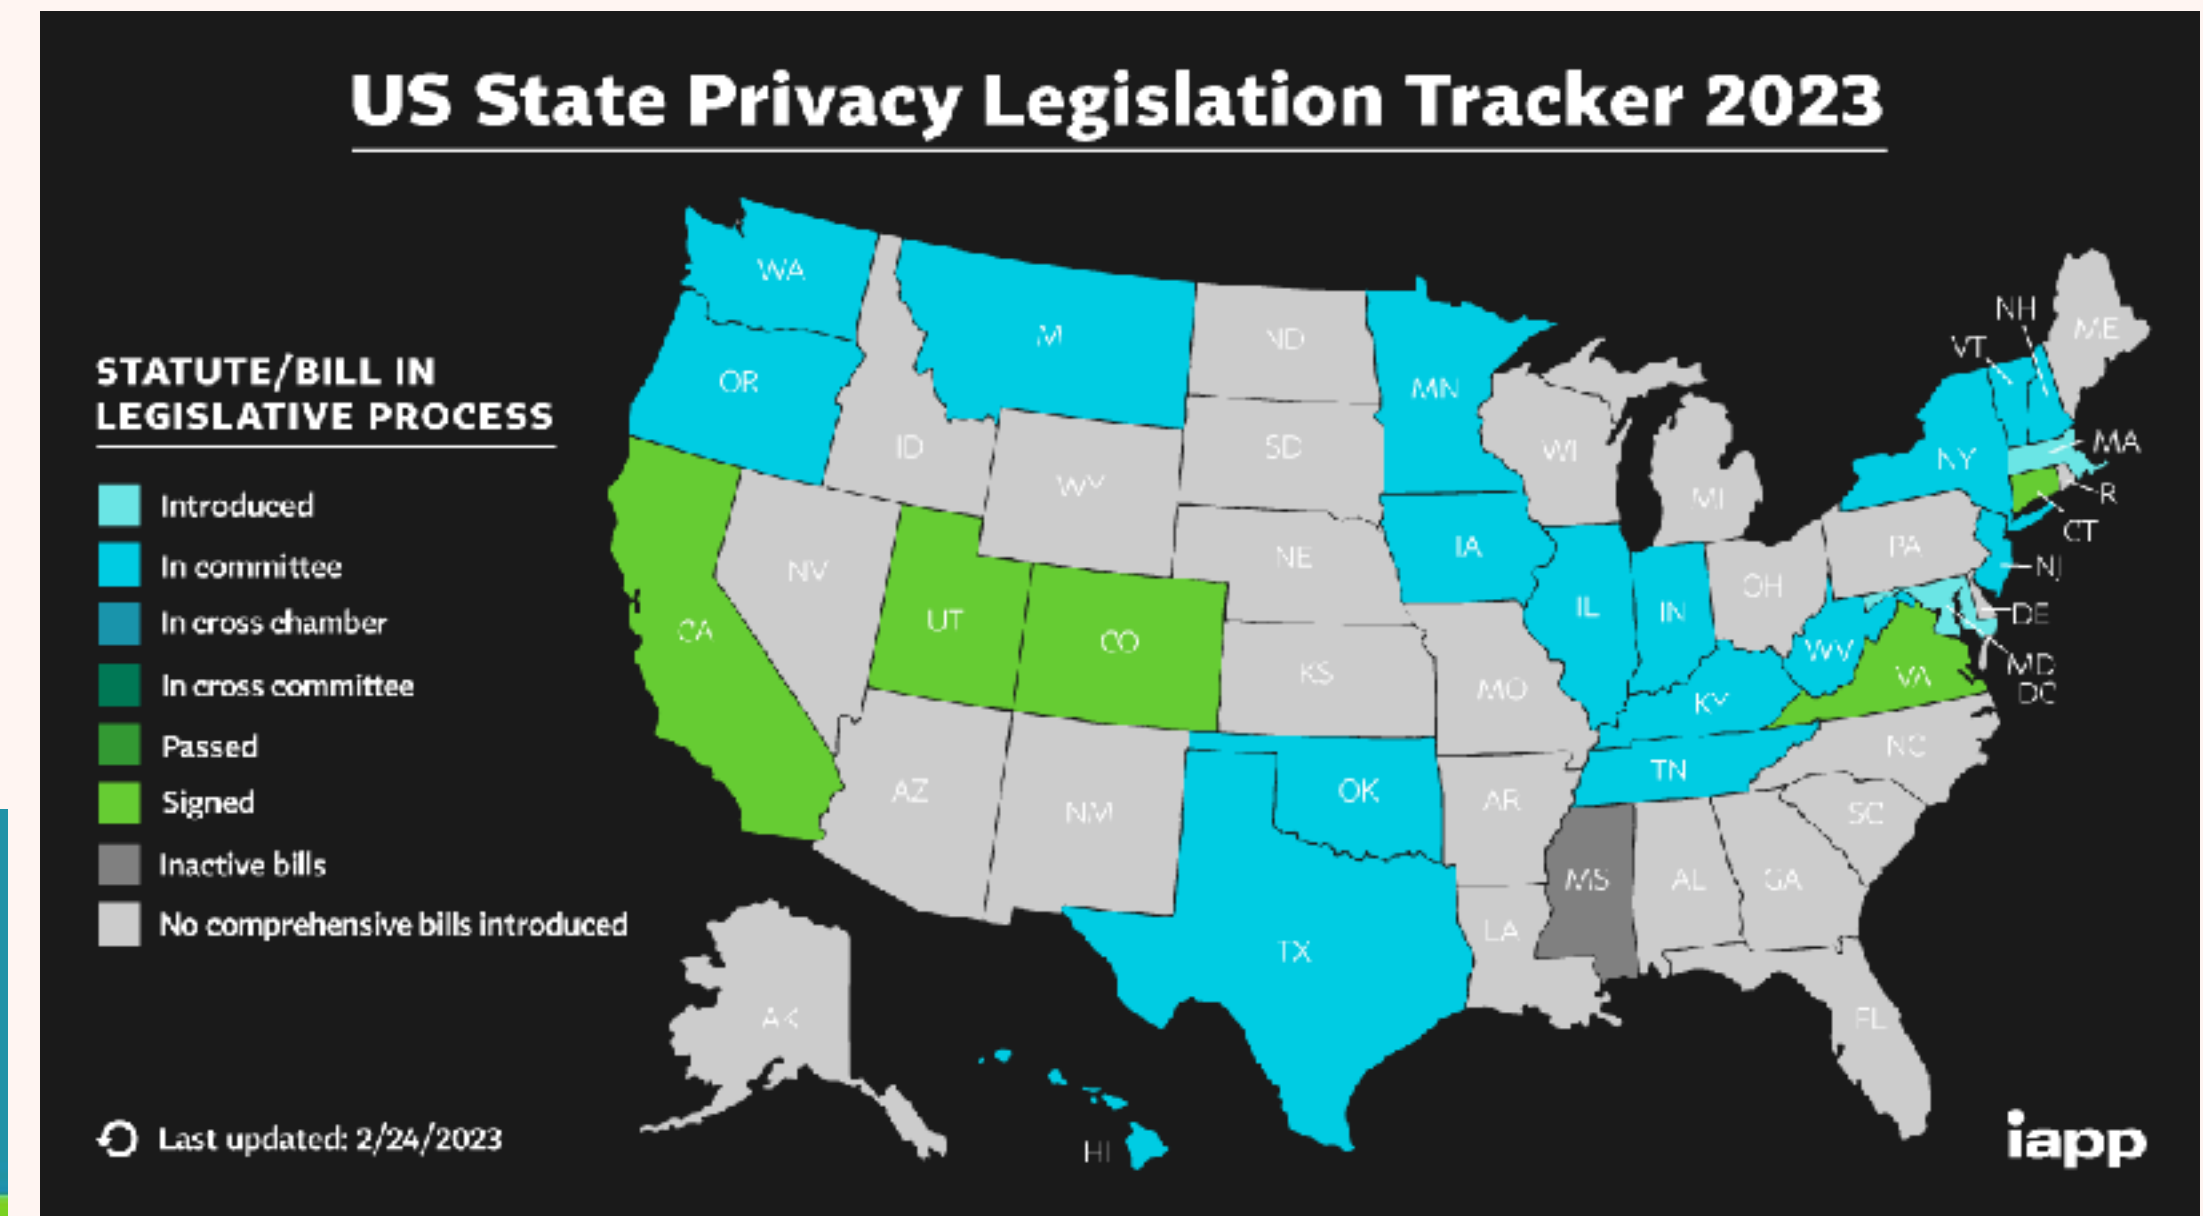 US State Privacy Legislation Tracker 2023
STATUTE/BILL IN
LEGISLATIVE PROCESS
Introduced
In committee
In cross chamber
In cross committee
Passed
Signed
Inactive bills
No comprehensive bills introduced
Last updated: 2/24/2023
WA
OR
ID
ND
MN
SD
WY
WI
MI
NH
VT
ME
NY
MA
R
CT
NV
UT
CO
CA
NE
IA
IL
IN
OH
PA
NJ
DE
MD
DC
WV
VA
KS
MO
KY
AZ
NM
OK
AR
TN
NC
SC
MS
AL
GA
LA
TX
FL
AK
HI
iapp